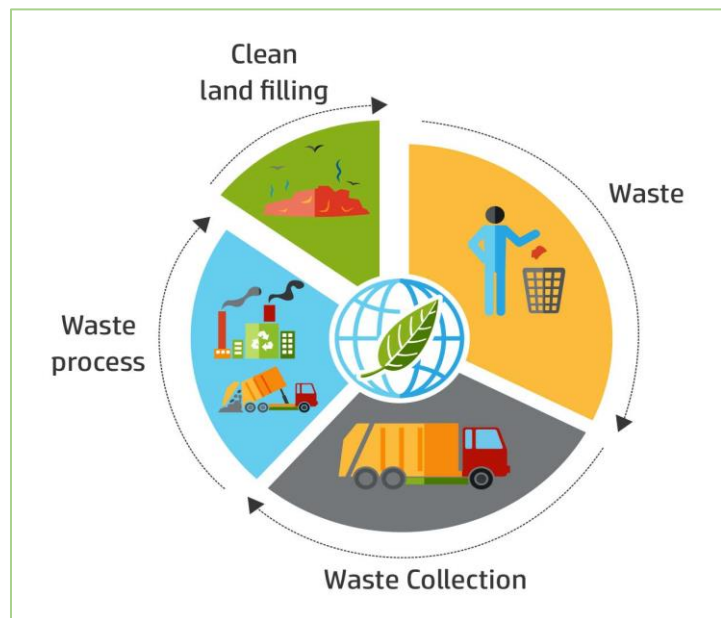 Clean
land filling
Waste
Waste
process
Waste Collection